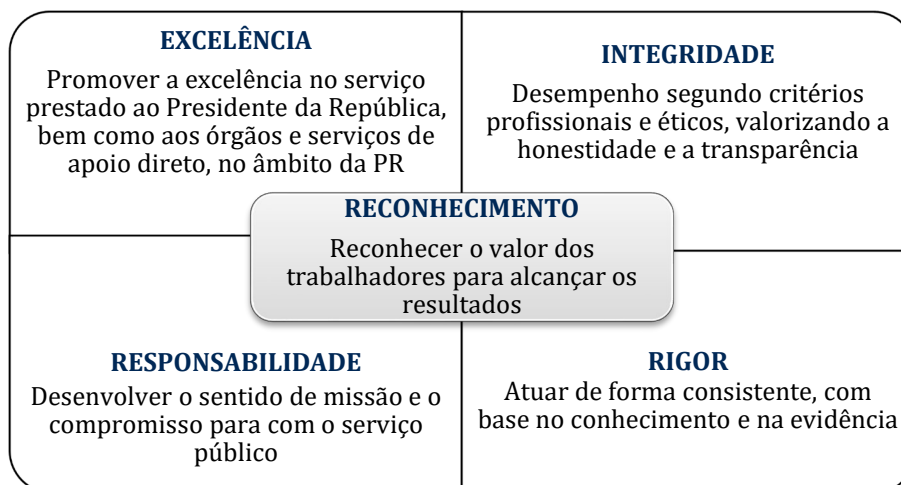 EXCELÊNCIA
Promover a excelência no serviço
prestado ao Presidente da República,
bem como aos órgãos e serviços de
apoio direto, no âmbito da PR
INTEGRIDADE
Desempenho segundo critérios
profissionais e éticos, valorizando a
honestidade e a transparência
RECONHECIMENTO
Reconhecer o valor dos
trabalhadores para alcançar os
resultados
RESPONSABILIDADE
Desenvolver o sentido de missão e o
compromisso para com o serviço
público
RIGOR
Atuar de forma consistente, com
base no conhecimento e na evidência